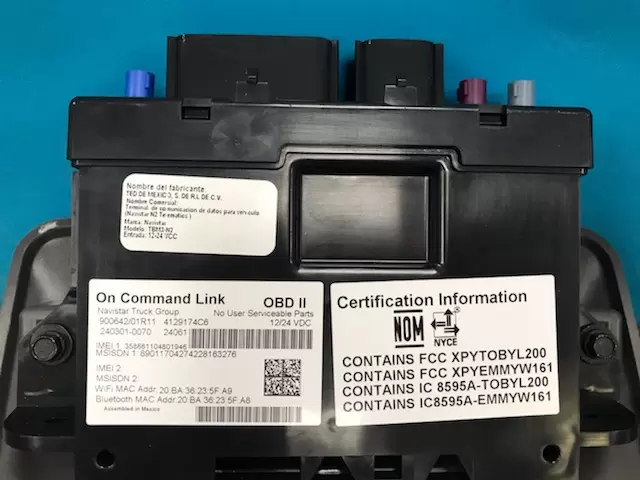 Nombre del fabricante:
TED DE MEXICO 3, S. DE R.L DE C.V.
Nombre Comercial:
Terminal de comunicacion de datos para vehiculo
(Navistar N2 Telematics )
Marca: Navistar
Modelo: TBM3-N2
Entrada: 12-24 VCC
On Command Link OBD II
Navistar Truck Group No User Serviceable Parts
900642/01R11 4129174C6 12/24 VDC
240301-0070 24061
IMEI 1: 358661104601946
MSISDN 1: 89011704274228163276
IMEI 2:
MSISDN 2:
WiFi MAC Addr:20:BA:36:23:5F:A9
Bluetooth MAC Addr:20:BA:36:23:5F:A8
Assembled in Mexico
Certification Information
NOM NYCE
CONTAINS FCC XPYTOBYL200
CONTAINS FCC XPYEMMYW161
CONTAINS IC 8595A-TOBYL200
CONTAINS IC8595A-EMMYW161